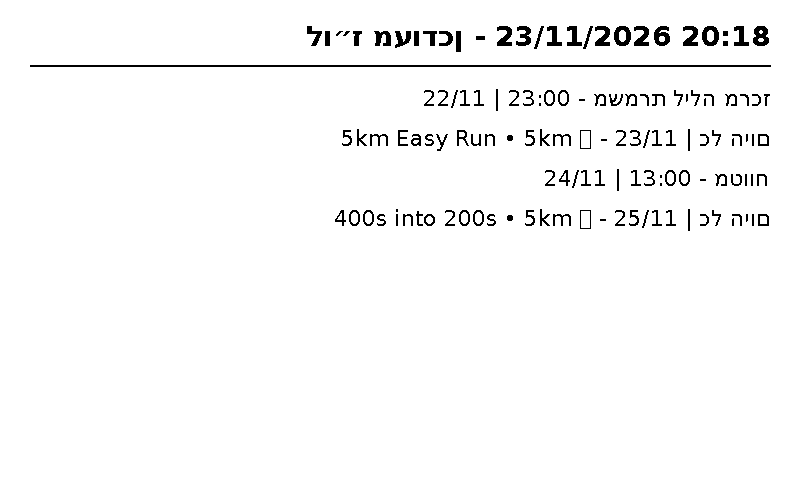 לו״ז מעודכן - 23/11/2026 20:18
22/11 | 23:00 - משמרת לילה מרכז
5km Easy Run • 5km ▯ - 23/11 | כל היום
24/11 | 13:00 - מטווח
400s into 200s • 5km ▯ - 25/11 | כל היום